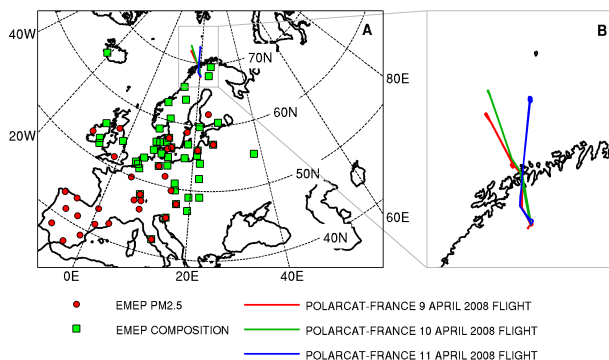 40W
A
B
70N
80E
60N
20W
50N
40N
60E
0E
20E
40E
EMEP PM2.5
POLARCAT-FRANCE 9 APRIL 2008 FLIGHT
EMEP COMPOSITION
POLARCAT-FRANCE 10 APRIL 2008 FLIGHT
POLARCAT-FRANCE 11 APRIL 2008 FLIGHT